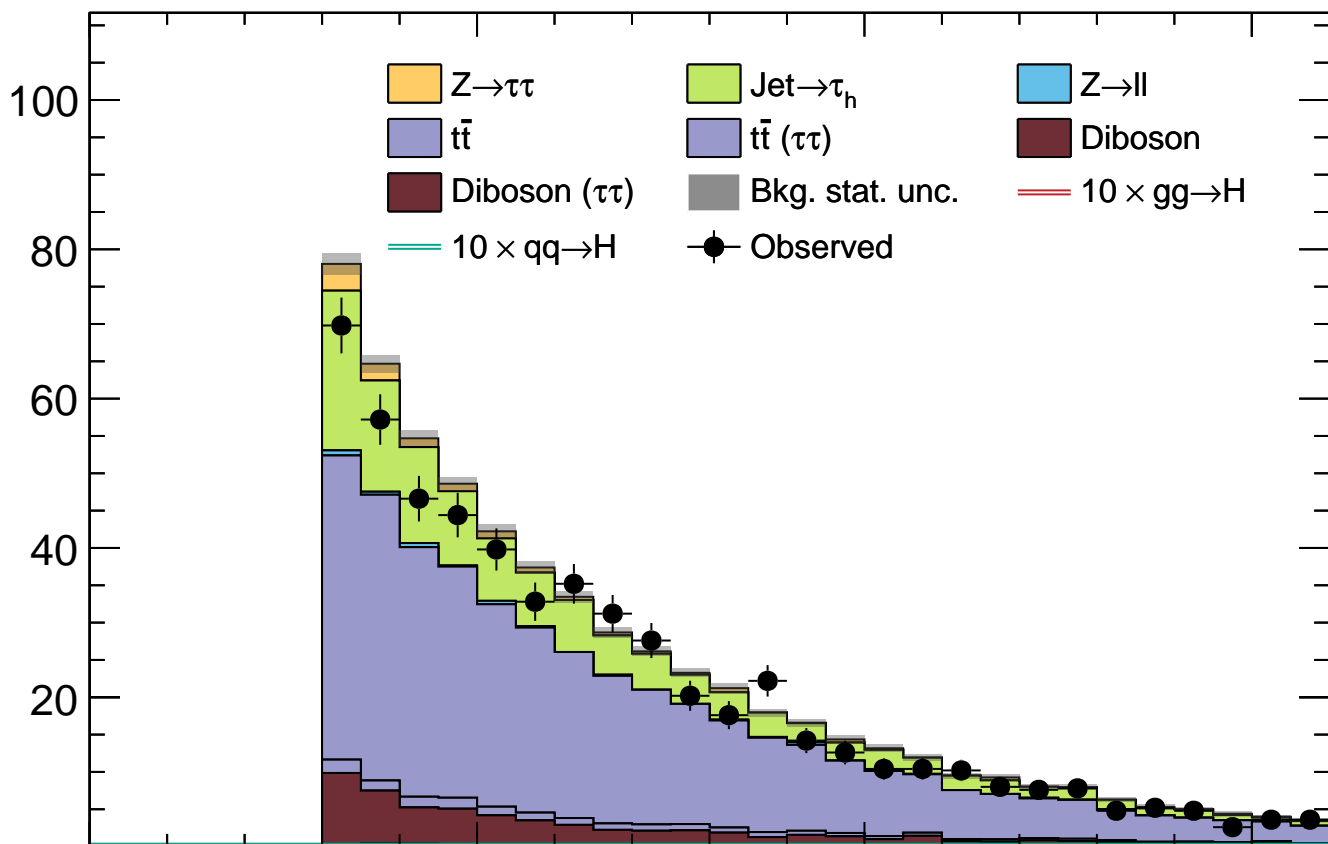 100
Z→ττ Jet→τₕ Z→ll
tt̄ tt̄ (ττ) Diboson
Diboson (ττ) Bkg. stat. unc. 10 × gg→H
80
10 × qq→H Observed
60
40
20